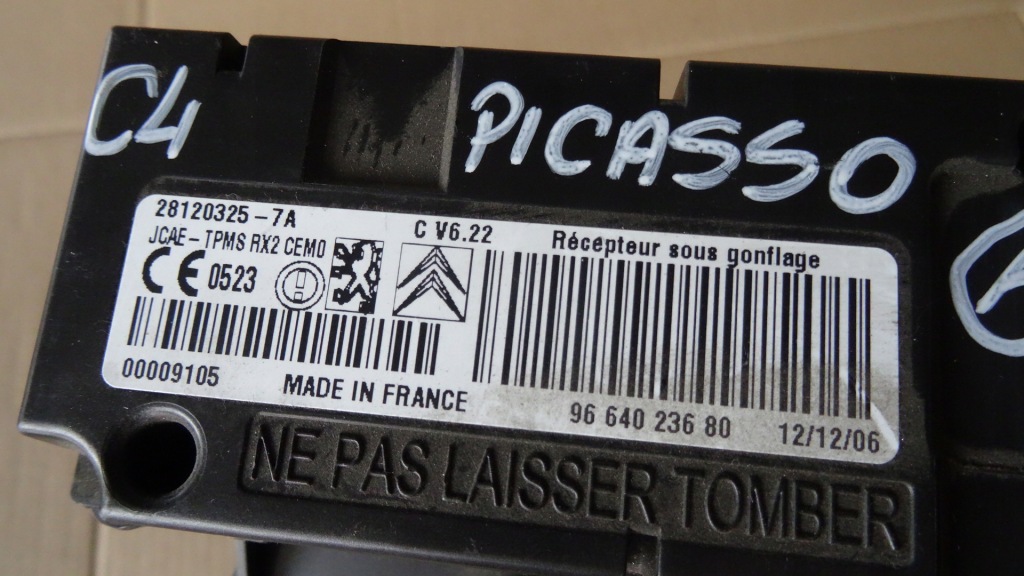 C4 PICASSO
28120325-7A C V6.22 Récepteur sous gonflage
JCAE-TPMS RX2 CEM0
CE 0523
00009105 MADE IN FRANCE 96 640 236 80 12/12/06
NE PAS LAISSER TOMBER